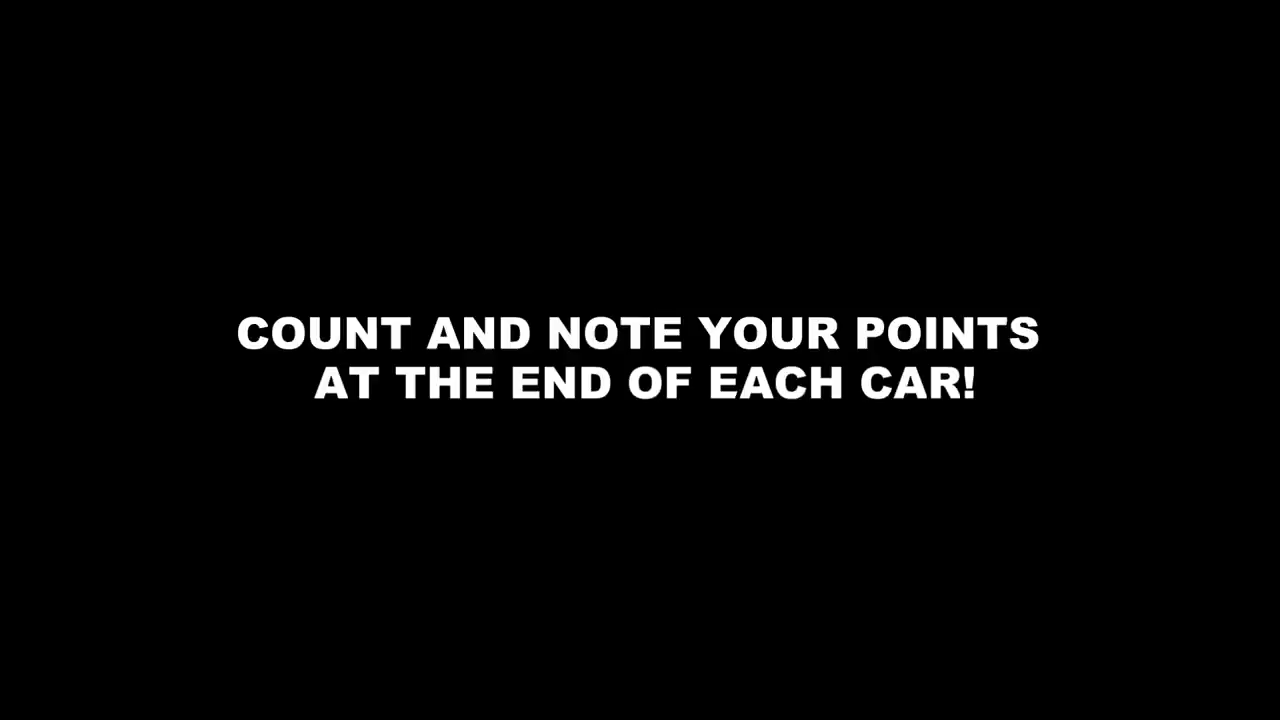 COUNT AND NOTE YOUR POINTS
AT THE END OF EACH CAR!